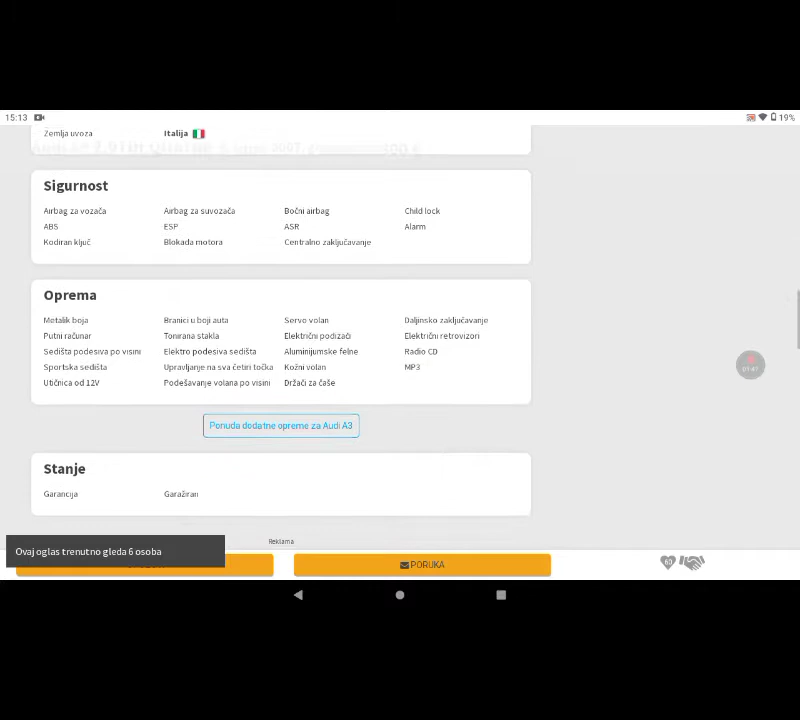 15:13
19%
Zemlja uvoza Italija
Sigurnost
Airbag za vozača Airbag za suvozača Bočni airbag Child lock
ABS ESP ASR Alarm
Kodiran ključ Blokada motora Centralno zaključavanje
Oprema
Metalik boja Branici u boji auta Servo volan Daljinsko zaključavanje
Putni računar Tonirana stakla Električni podizači Električni retrovizori
Sedišta podesiva po visini Elektro podesiva sedišta Aluminijumske felne Radio CD
Sportska sedišta Upravljanje na sva četiri točka Kožni volan MP3
Utičnica od 12V Podešavanje volana po visini Držači za čaše
Ponuda dodatne opreme za Audi A3
Stanje
Garancija Garažiran
Reklama
Ovaj oglas trenutno gleda 6 osoba
PORUKA
60